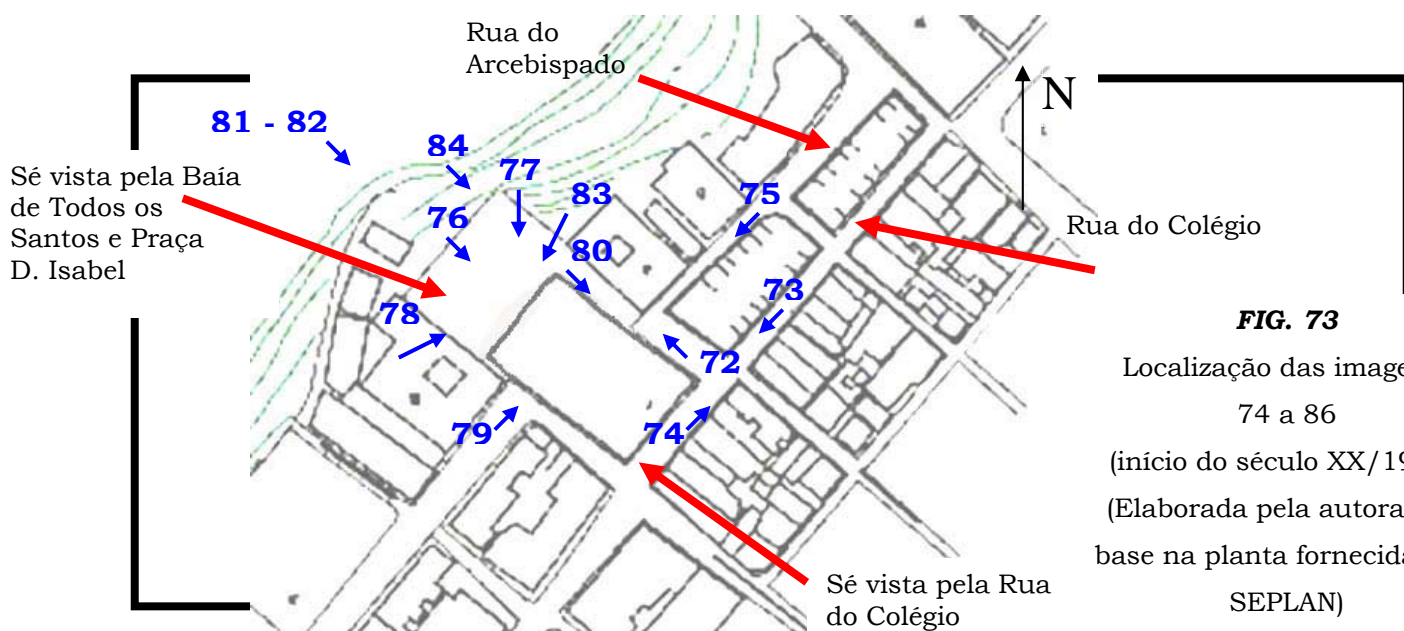 Rua do
Arcebispado
N
81 - 82
84
77
83
Sé vista pela Baía
de Todos os
Santos e Praça
D. Isabel
76
75
80
Rua do Colégio
73
78
72
79
74
FIG. 73
Localização das image
74 a 86
(início do século XX/19
(Elaborada pela autora
base na planta fornecida
SEPLAN)
Sé vista pela Rua
do Colégio